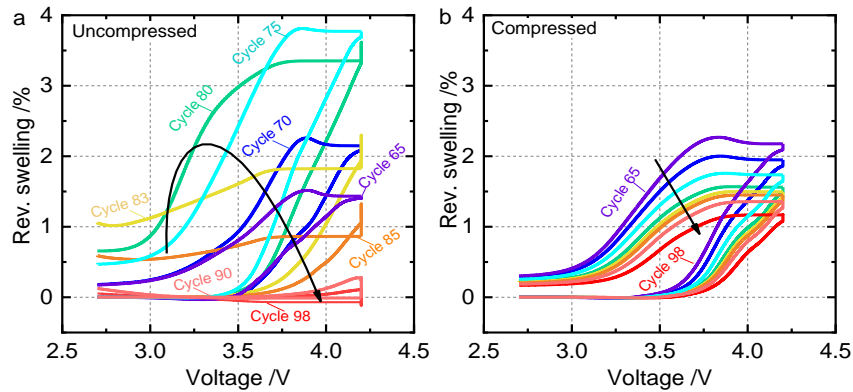 a
Uncompressed
Cycle 75
Cycle 80
Cycle 70
Cycle 65
Cycle 83
Cycle 85
Cycle 90
Cycle 98
Rev. swelling /%
4
3
2
1
0
2.5 3.0 3.5 4.0 4.5
Voltage /V
b
Compressed
Cycle 65
Cycle 98
Rev. swelling /%
4
3
2
1
0
2.5 3.0 3.5 4.0 4.5
Voltage /V